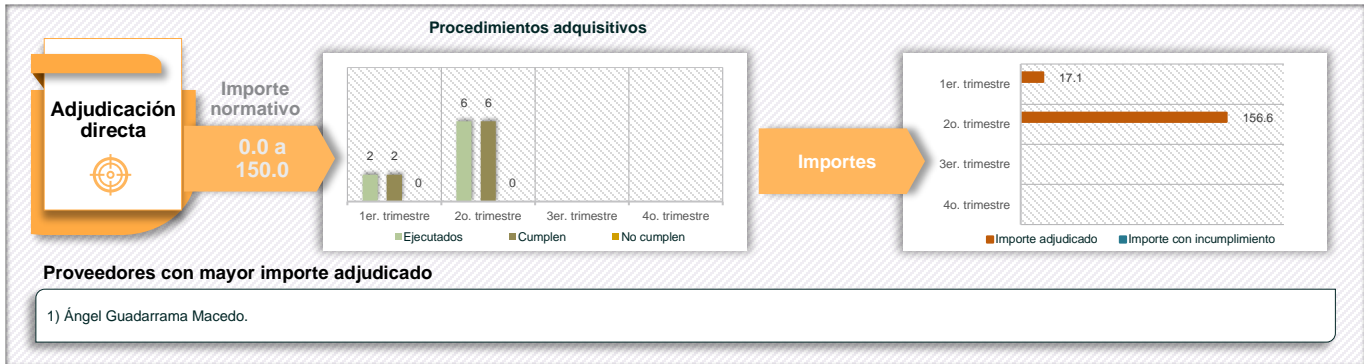 Procedimientos adquisitivos
Adjudicación
directa
Importe
normativo
0.0 a
150.0
2 2 0
6 6 0
1er. trimestre 2o. trimestre 3er. trimestre 4o. trimestre
Ejecutados Cumplen No cumplen
Importes
1er. trimestre 17.1
2o. trimestre 156.6
3er. trimestre
4o. trimestre
Importe adjudicado Importe con incumplimiento
Proveedores con mayor importe adjudicado
1) Ángel Guadarrama Macedo.